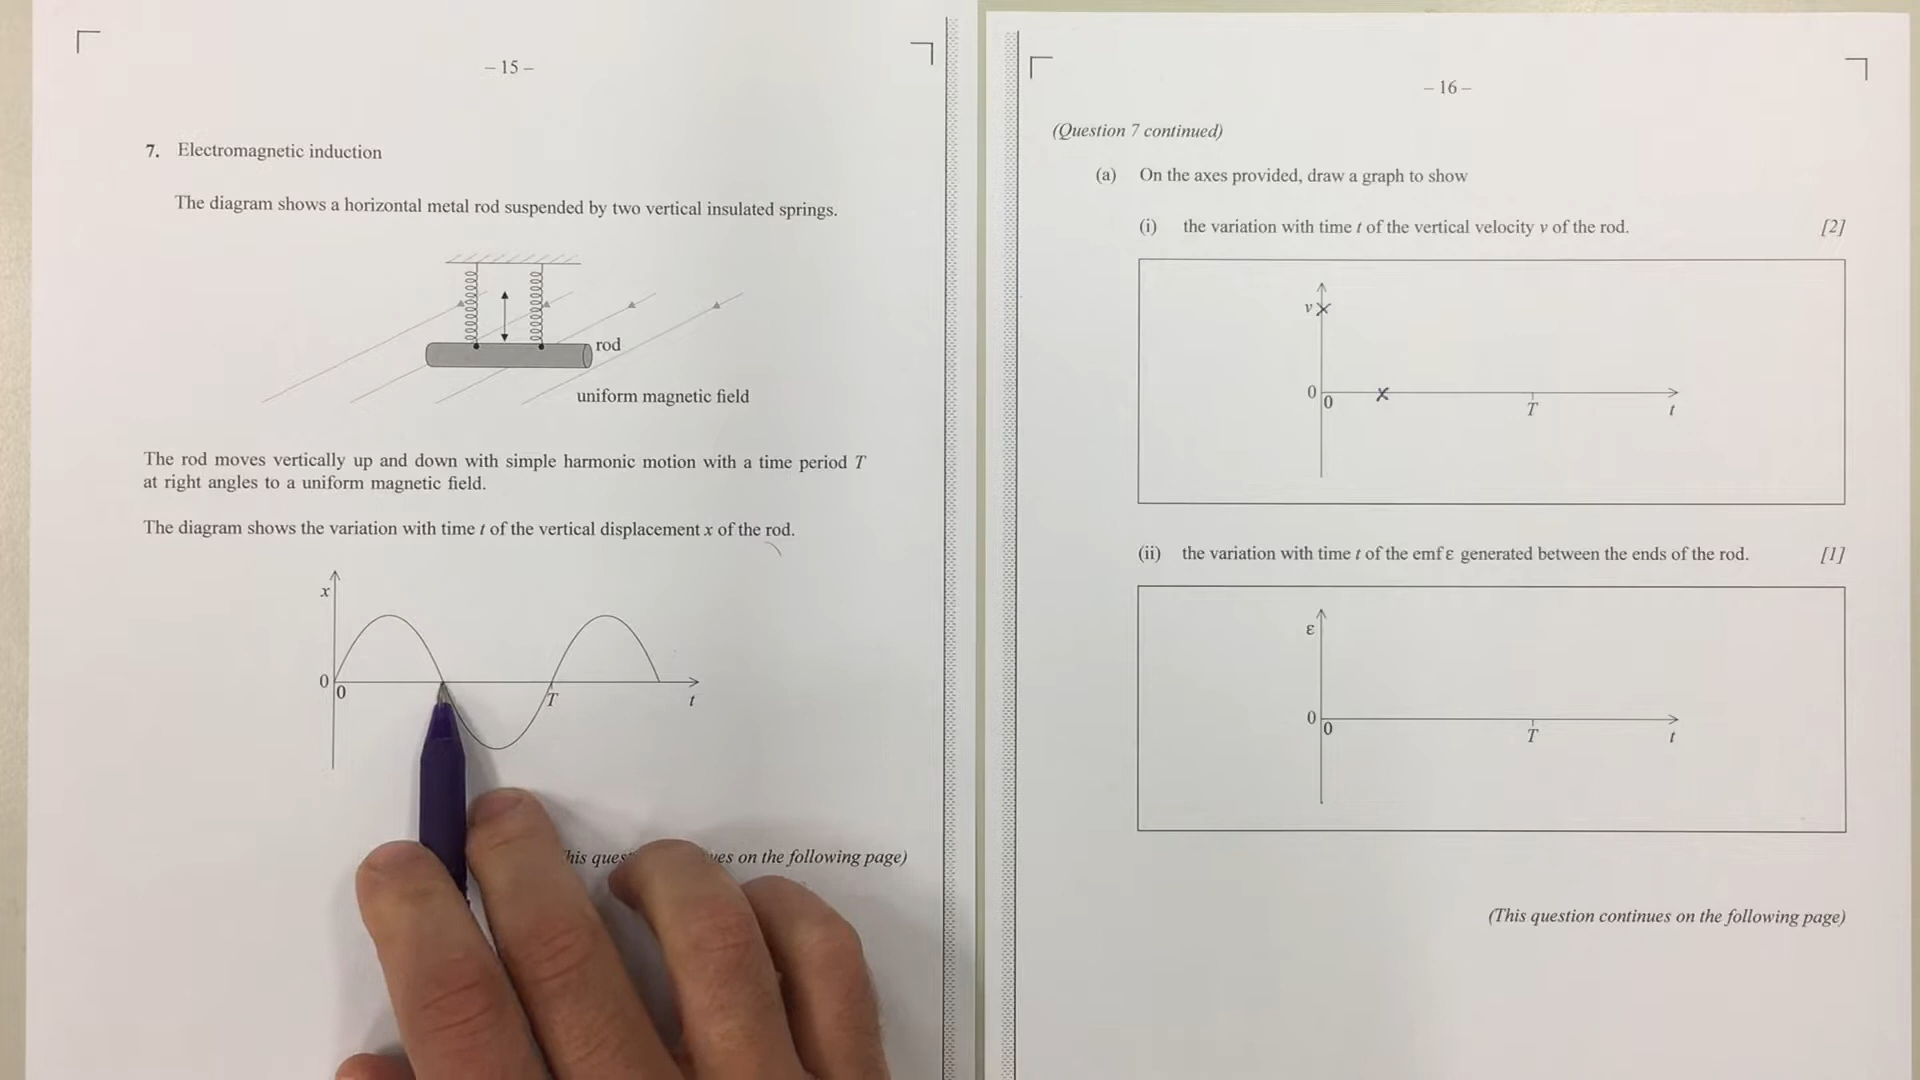 – 15 –
7. Electromagnetic induction
The diagram shows a horizontal metal rod suspended by two vertical insulated springs.
rod
uniform magnetic field
The rod moves vertically up and down with simple harmonic motion with a time period T
at right angles to a uniform magnetic field.
The diagram shows the variation with time t of the vertical displacement x of the rod.
x
0
0
T
t
on the following page)
– 16 –
(Question 7 continued)
(a) On the axes provided, draw a graph to show
(i) the variation with time t of the vertical velocity v of the rod. [2]
v
0
0
T
t
(ii) the variation with time t of the emf ε generated between the ends of the rod. [1]
ε
0
0
T
t
(This question continues on the following page)